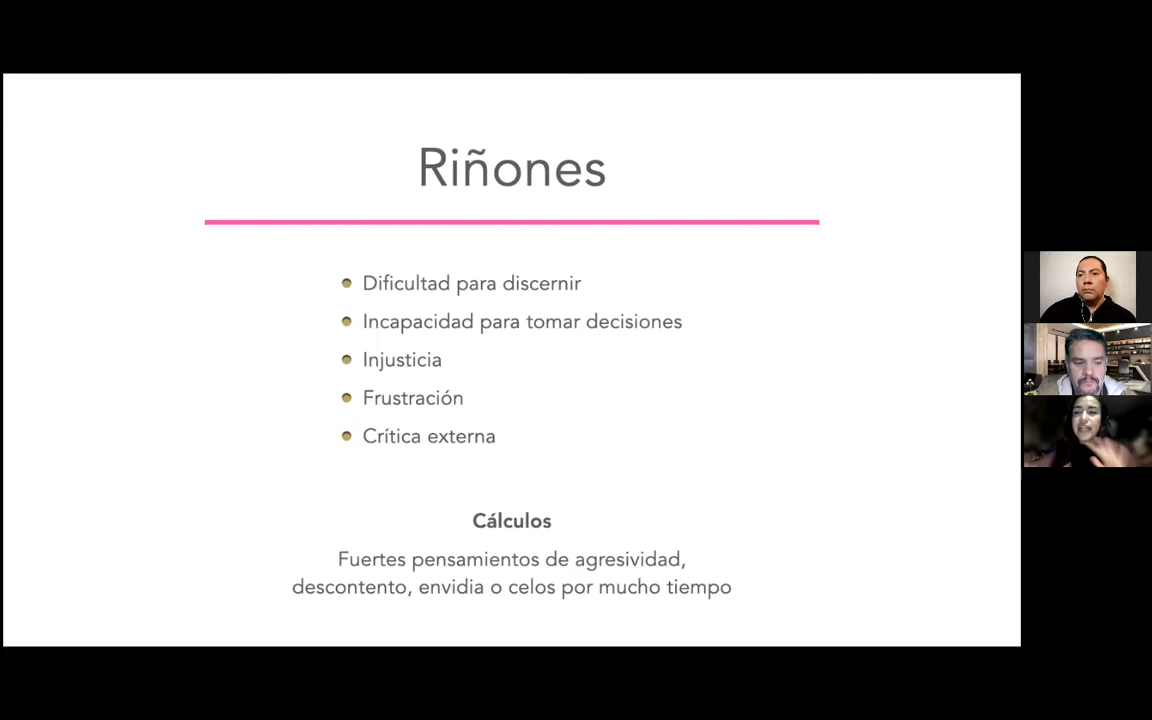 Riñones
Dificultad para discernir
Incapacidad para tomar decisiones
Injusticia
Frustración
Crítica externa
Cálculos
Fuertes pensamientos de agresividad,
descontento, envidia o celos por mucho tiempo